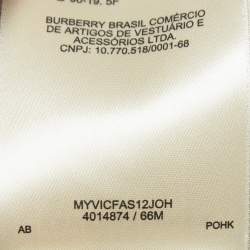 BURBERRY BRASIL COMÉRCIO
DE ARTIGOS DE VESTUÁRIO E
ACESSÓRIOS LTDA.
CNPJ: 10.770.518/0001-68
MYVICFAS12JOH
4014874 / 66M
AB
POHK